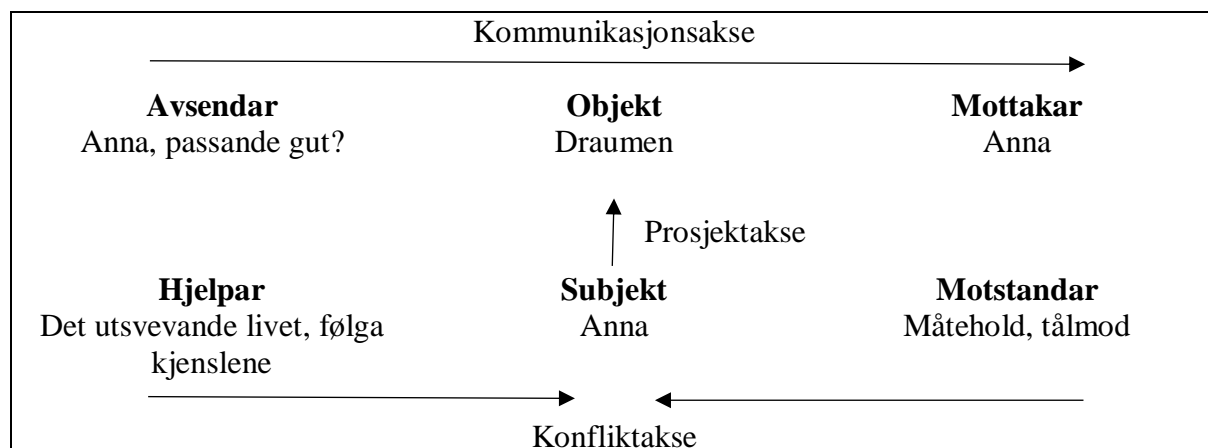 Kommunikasjonsakse
Avsendar Objekt Mottakar
Anna, passande gut? Draumen Anna
Prosjektakse
Hjelpar Subjekt Motstandar
Det utsvevande livet, følga Anna Måtehold, tålmod
kjenslene
Konfliktakse